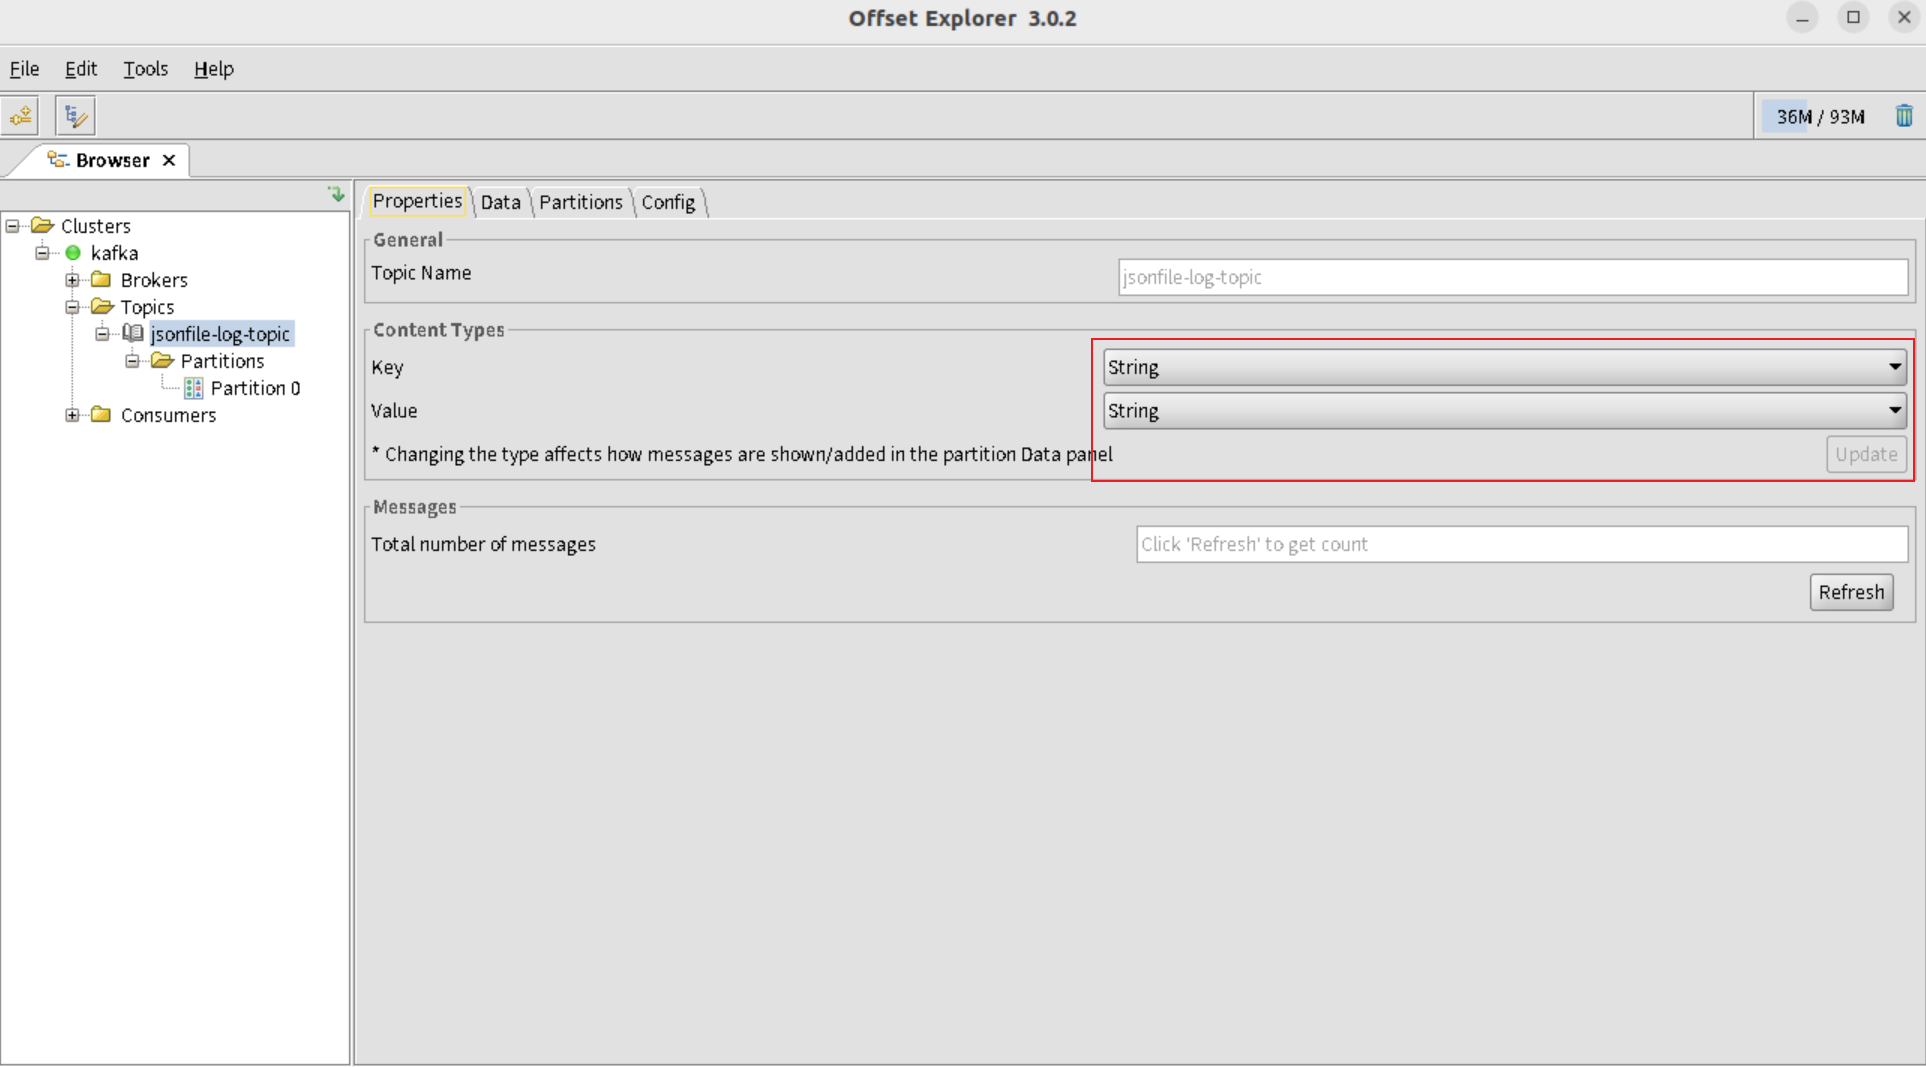 Offset Explorer 3.0.2
File Edit Tools Help
36M / 93M
Browser
Clusters
kafka
Brokers
Topics
jsonfile-log-topic
Partitions
Partition 0
Consumers
Properties Data Partitions Config
General
Topic Name jsonfile-log-topic
Content Types
Key String
Value String
* Changing the type affects how messages are shown/added in the partition Data panel Update
Messages
Total number of messages Click 'Refresh' to get count
Refresh